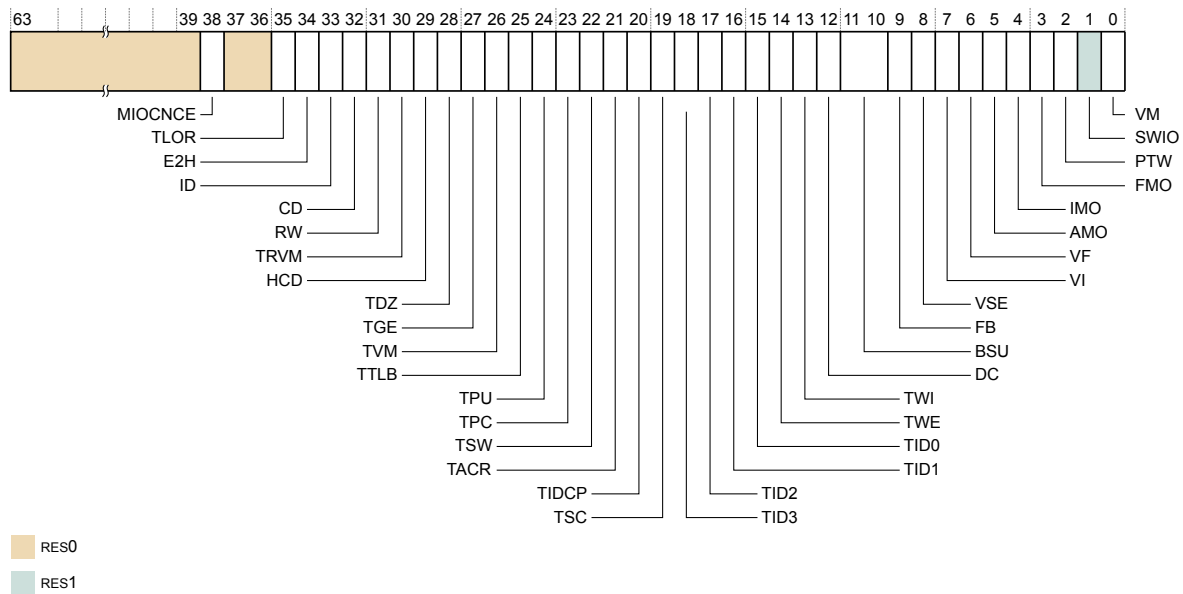 63 39 38 37 36 35 34 33 32 31 30 29 28 27 26 25 24 23 22 21 20 19 18 17 16 15 14 13 12 11 10 9 8 7 6 5 4 3 2 1 0
MIOCNCE VM
TLOR SWIO
E2H PTW
ID FMO
CD IMO
RW AMO
TRVM VF
HCD VI
TDZ VSE
TGE FB
TVM BSU
TTLB DC
TPU TWI
TPC TWE
TSW TID0
TACR TID1
TIDCP TID2
TSC TID3
RES0
RES1